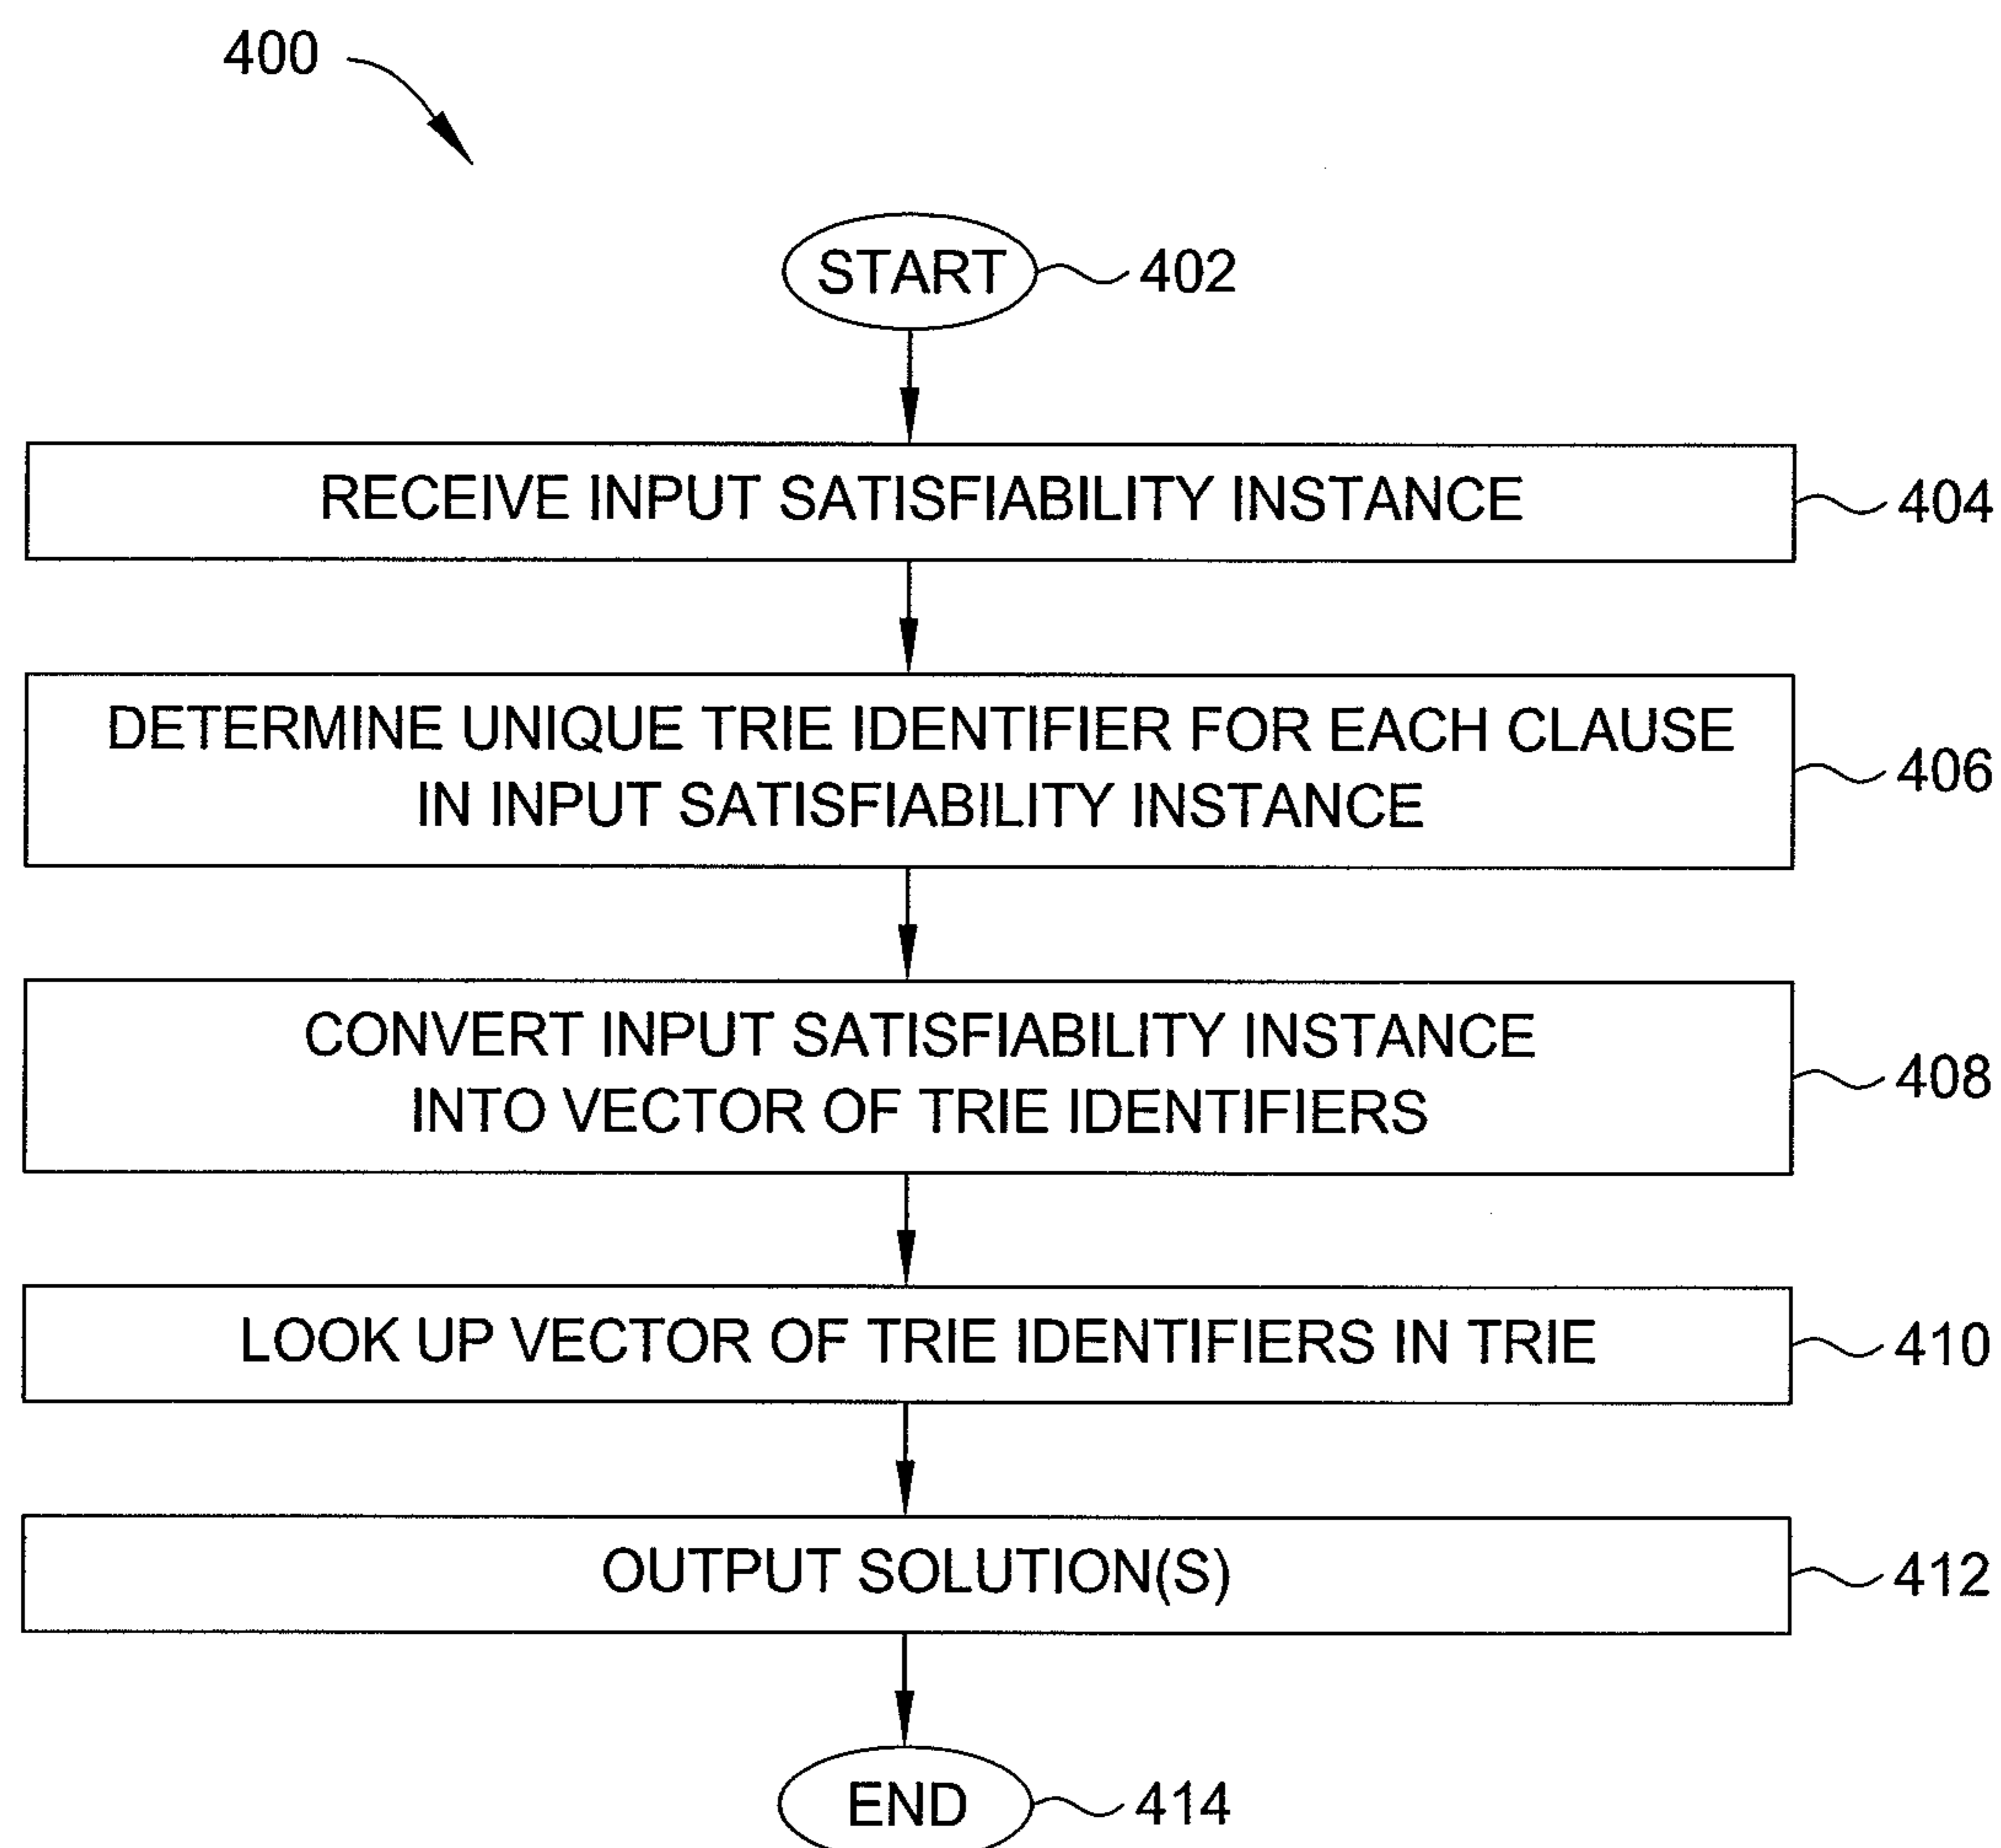 400
START
402
RECEIVE INPUT SATISFIABILITY INSTANCE
404
DETERMINE UNIQUE TRIE IDENTIFIER FOR EACH CLAUSE
IN INPUT SATISFIABILITY INSTANCE
406
CONVERT INPUT SATISFIABILITY INSTANCE
INTO VECTOR OF TRIE IDENTIFIERS
408
LOOK UP VECTOR OF TRIE IDENTIFIERS IN TRIE
410
OUTPUT SOLUTION(S)
412
END
414